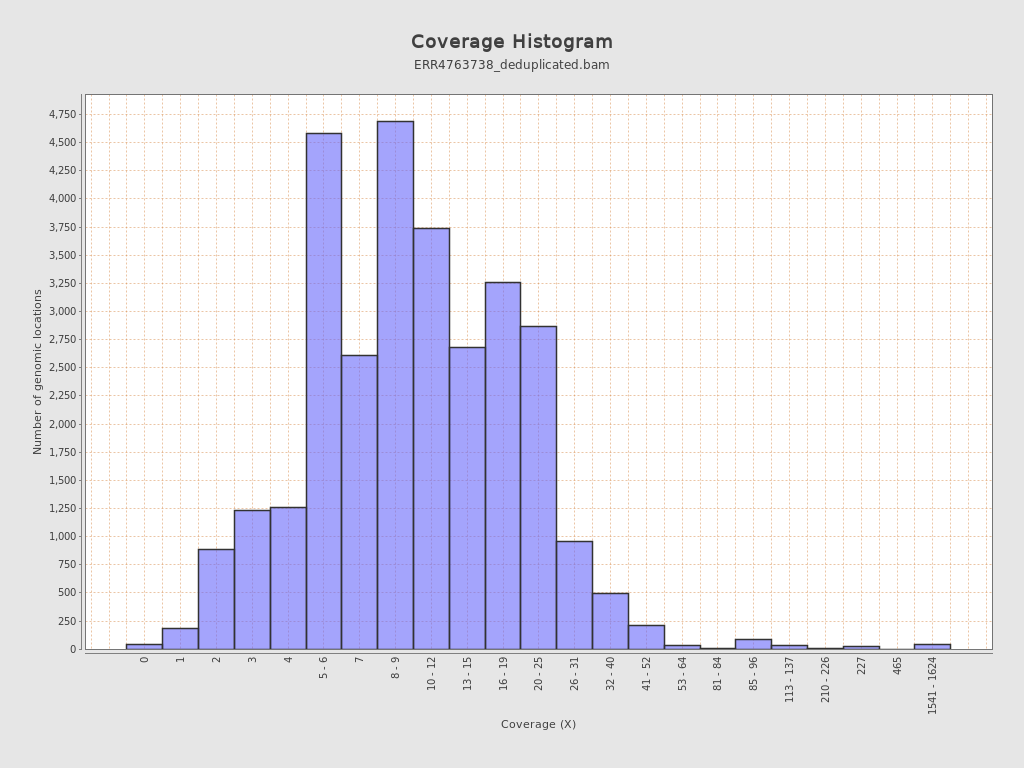 Coverage Histogram
ERR4763738_deduplicated.bam
Number of genomic locations
4,750
4,500
4,250
4,000
3,750
3,500
3,250
3,000
2,750
2,500
2,250
2,000
1,750
1,500
1,250
1,000
750
500
250
0
0
1
2
3
4
5 - 6
7
8 - 9
10 - 12
13 - 15
16 - 19
20 - 25
26 - 31
32 - 40
41 - 52
53 - 64
81 - 84
85 - 96
113 - 137
210 - 226
227
465
1541 - 1624
Coverage (X)